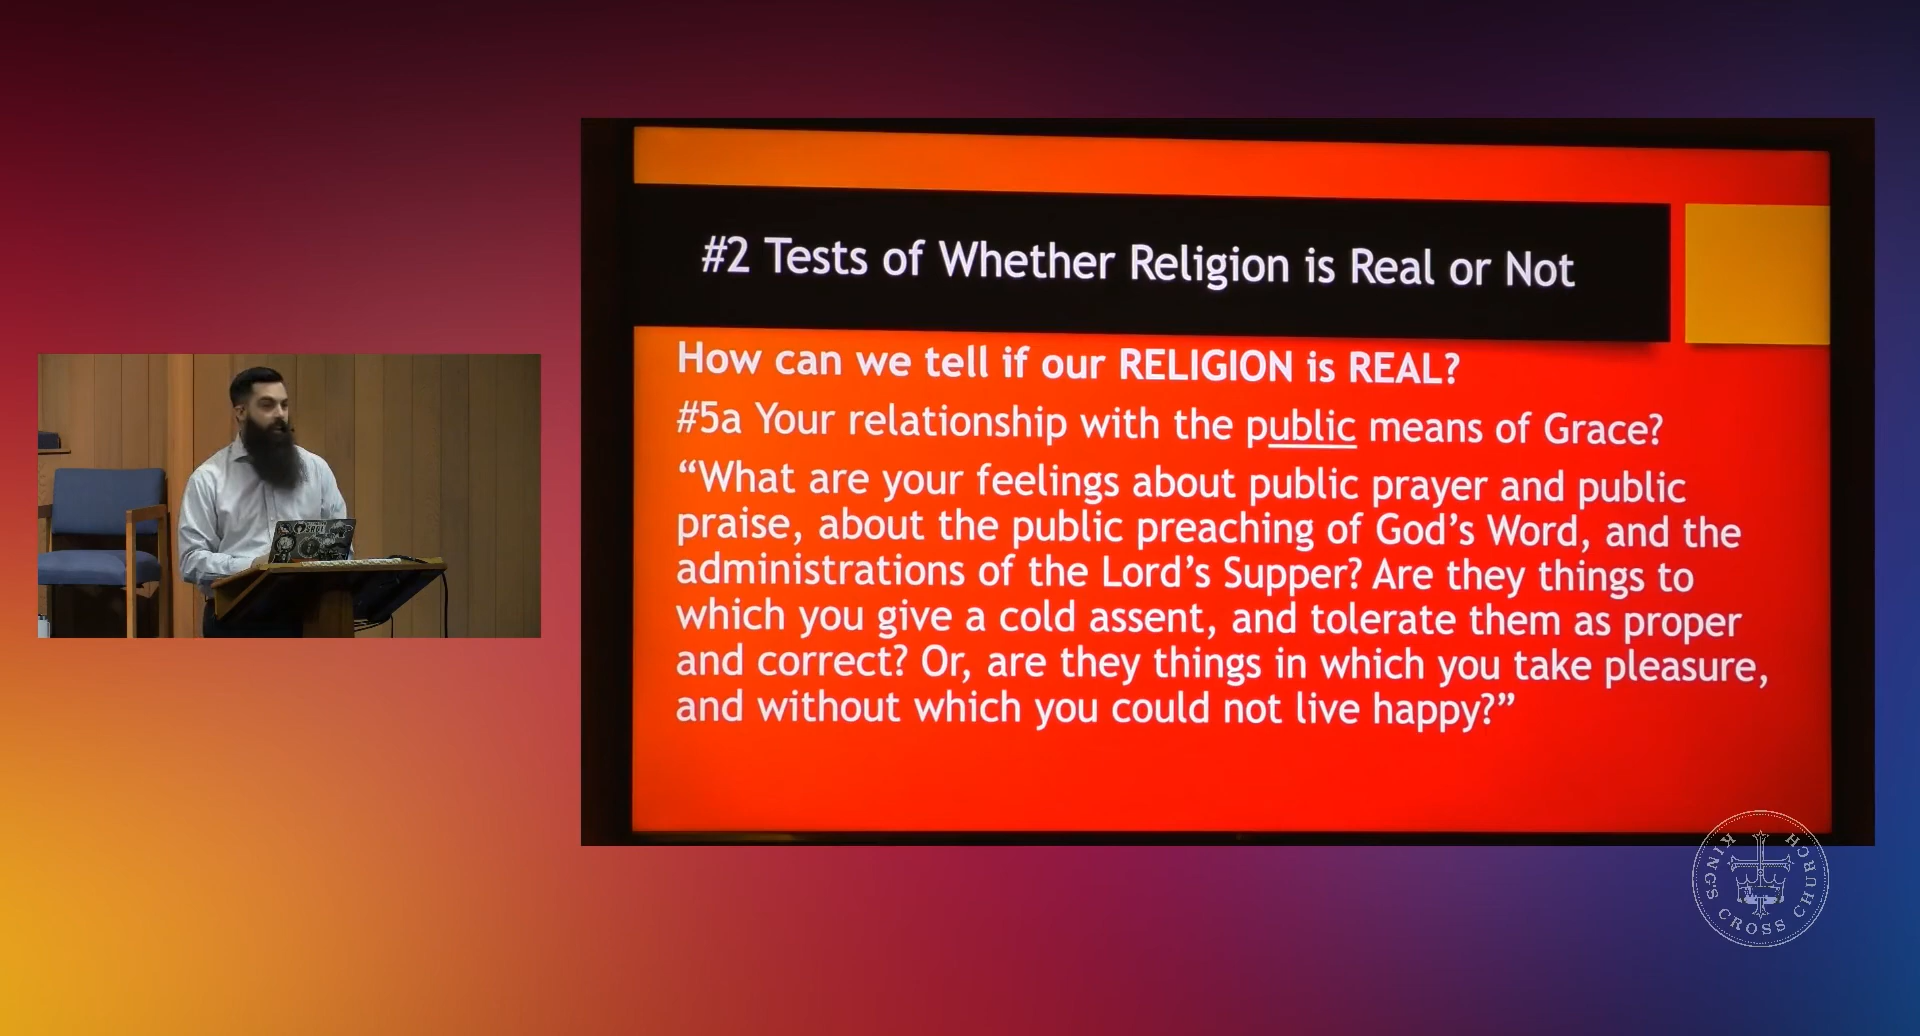 #2 Tests of Whether Religion is Real or Not
How can we tell if our RELIGION is REAL?
#5a Your relationship with the public means of Grace?
“What are your feelings about public prayer and public
praise, about the public preaching of God’s Word, and the
administrations of the Lord’s Supper? Are they things to
which you give a cold assent, and tolerate them as proper
and correct? Or, are they things in which you take pleasure,
and without which you could not live happy?”
KING'S CROSS CHURCH